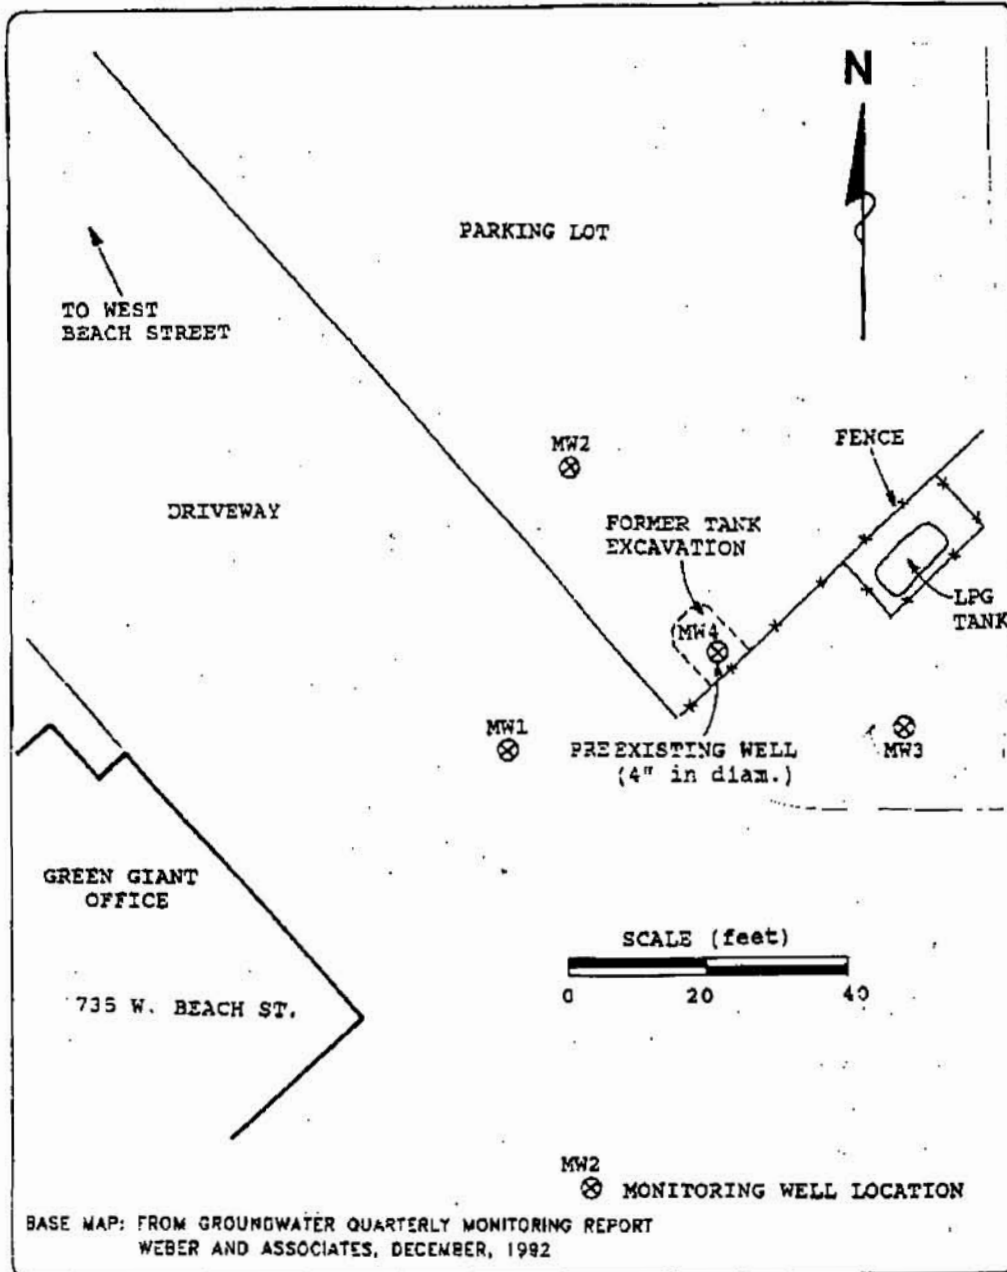 N
PARKING LOT
TO WEST
BEACH STREET
MW2
FENCE
DRIVEWAY
FORMER TANK
EXCAVATION
LPG
TANK
MW4
MW1
PREEXISTING WELL
(4" in diam.)
MW3
GREEN GIANT
OFFICE
SCALE (feet)
0 20 40
735 W. BEACH ST.
MW2
MONITORING WELL LOCATION
BASE MAP: FROM GROUNDWATER QUARTERLY MONITORING REPORT
WEBER AND ASSOCIATES, DECEMBER, 1992